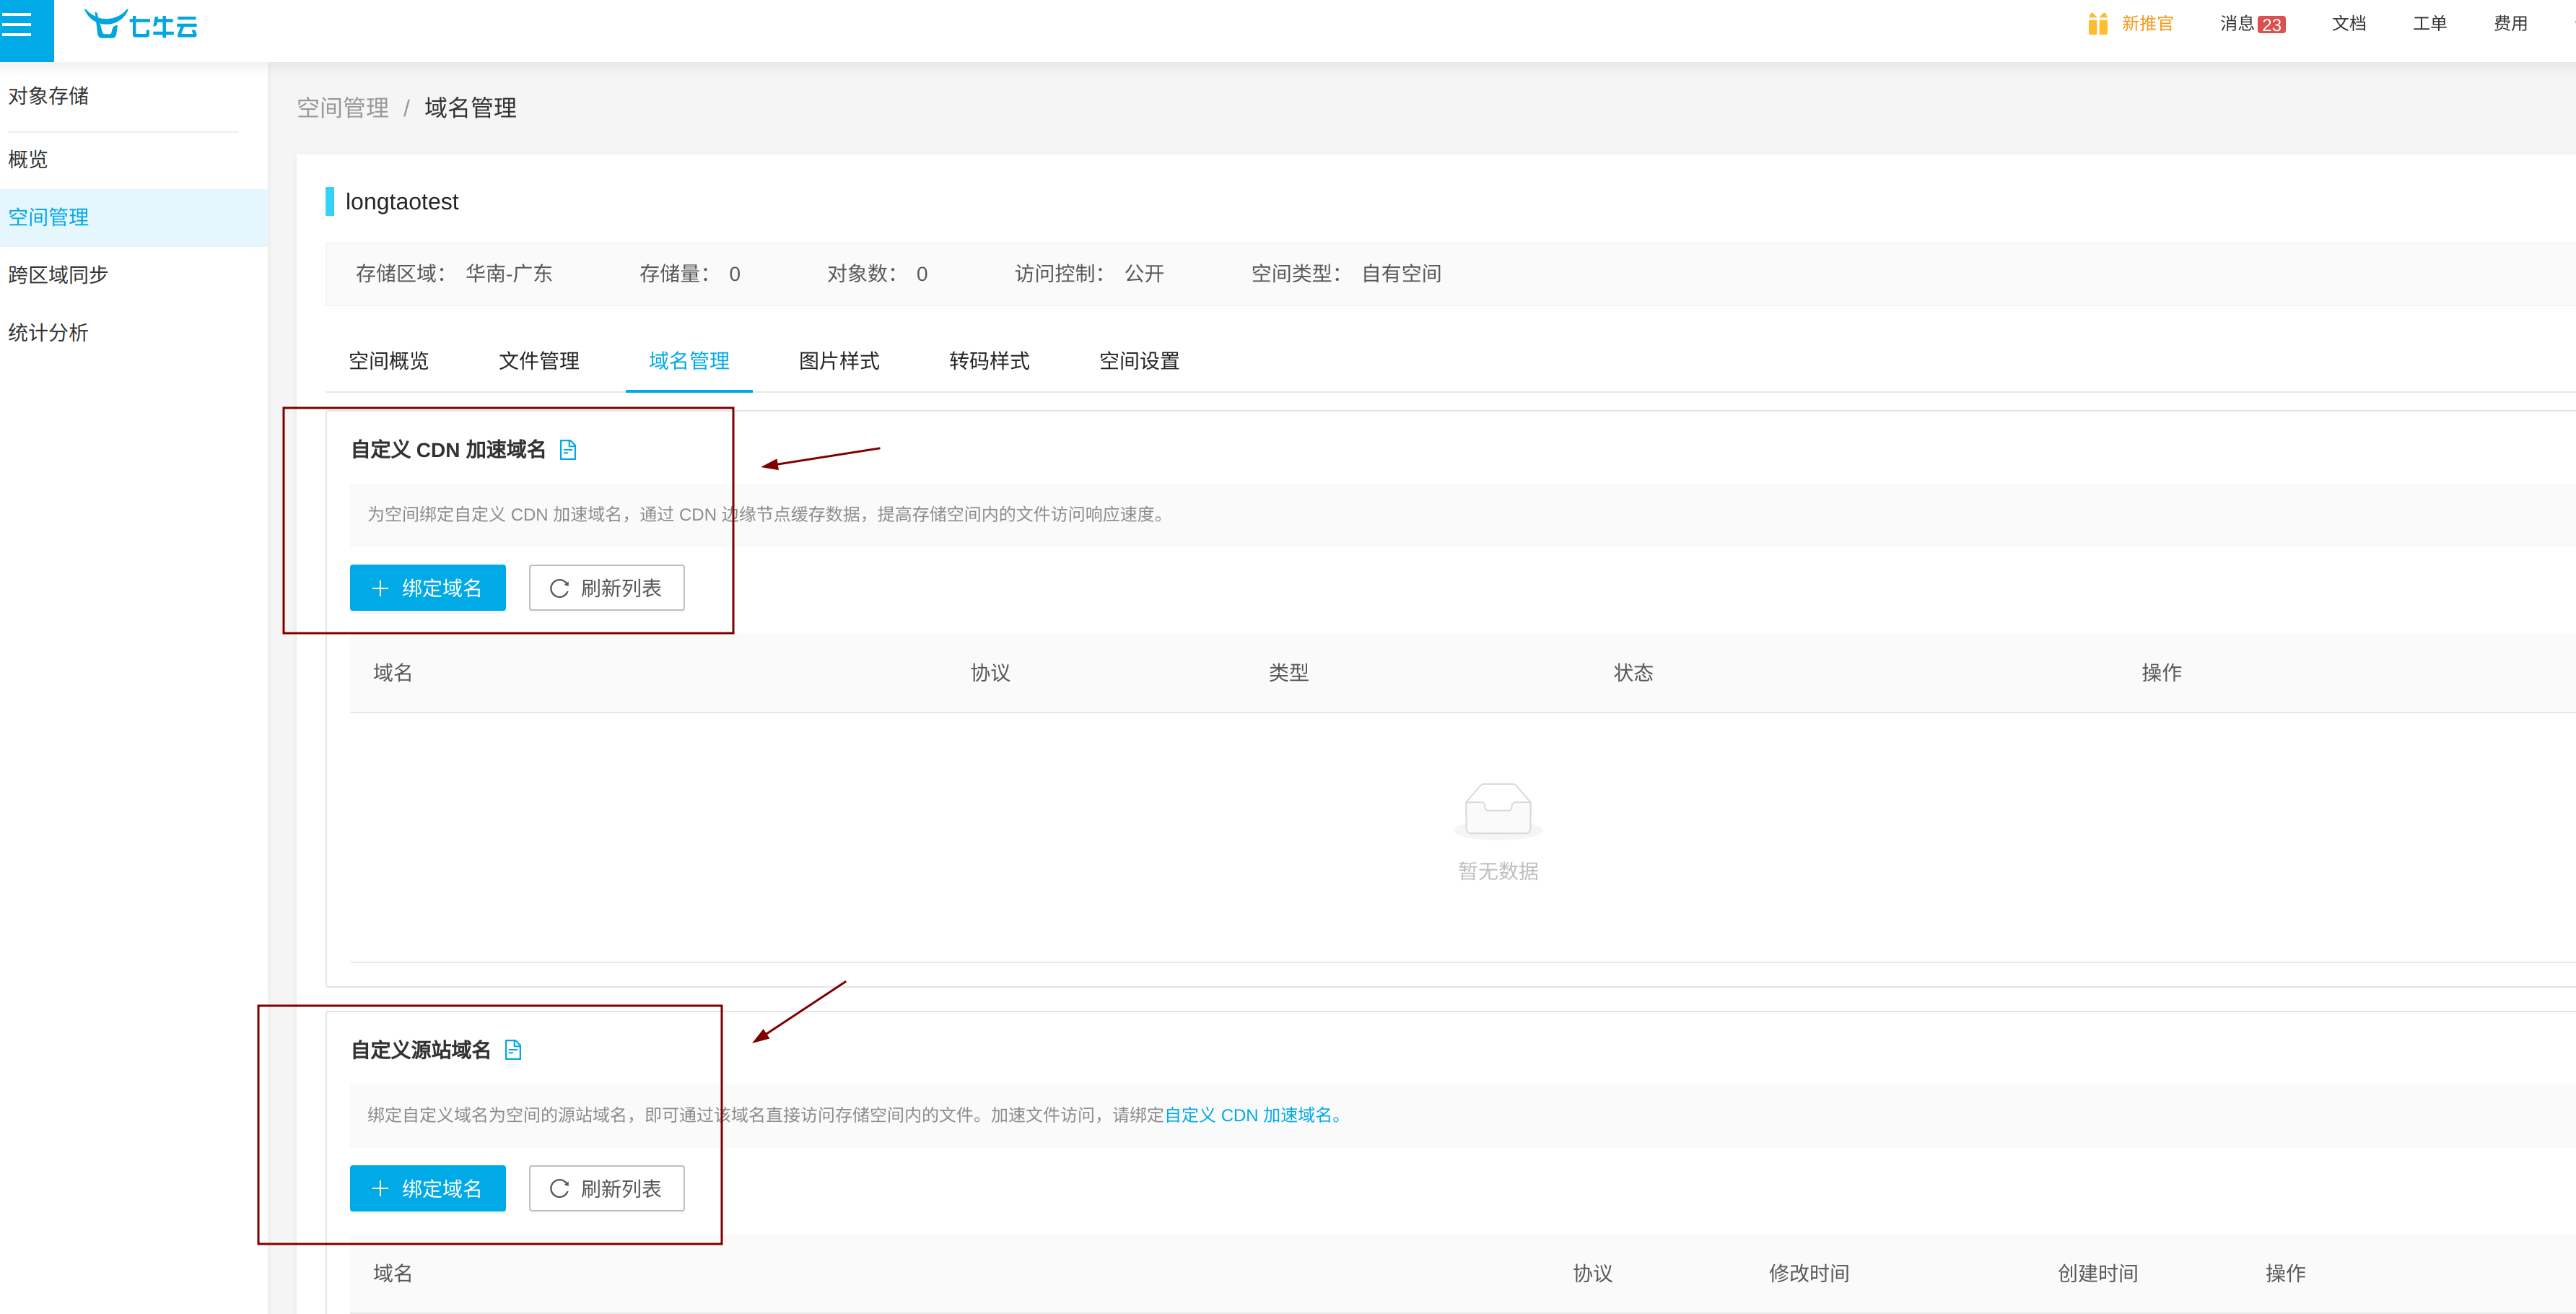 七牛云
新推官 消息 23 文档 工单 费用
对象存储
概览
空间管理
跨区域同步
统计分析
空间管理 / 域名管理
longtaotest
存储区域： 华南-广东 存储量： 0 对象数： 0 访问控制： 公开 空间类型： 自有空间
空间概览 文件管理 域名管理 图片样式 转码样式 空间设置
自定义 CDN 加速域名
为空间绑定自定义 CDN 加速域名，通过 CDN 边缘节点缓存数据，提高存储空间内的文件访问响应速度。
绑定域名 刷新列表
域名 协议 类型 状态 操作
暂无数据
自定义源站域名
绑定自定义域名为空间的源站域名，即可通过该域名直接访问存储空间内的文件。加速文件访问，请绑定自定义 CDN 加速域名。
绑定域名 刷新列表
域名 协议 修改时间 创建时间 操作